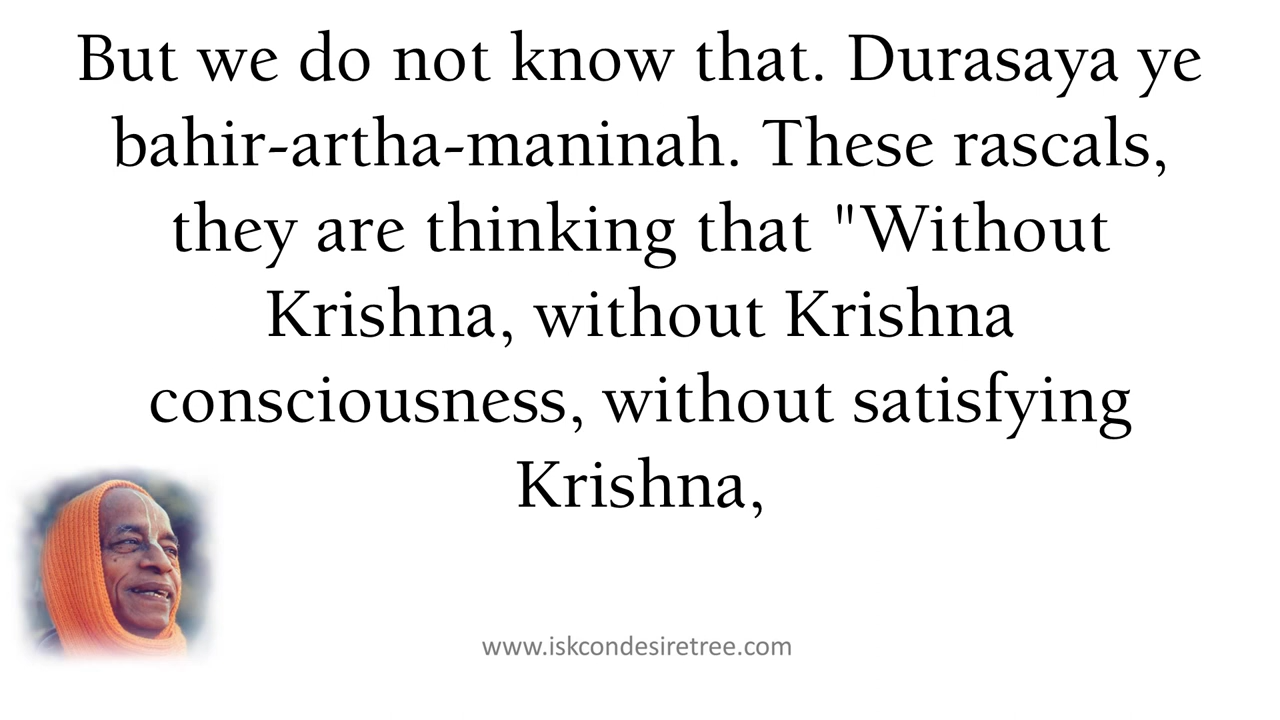 But we do not know that. Durasaya ye
bahir-artha-maninah. These rascals,
they are thinking that "Without
Krishna, without Krishna
consciousness, without satisfying
Krishna,
www.iskcondesiretree.com